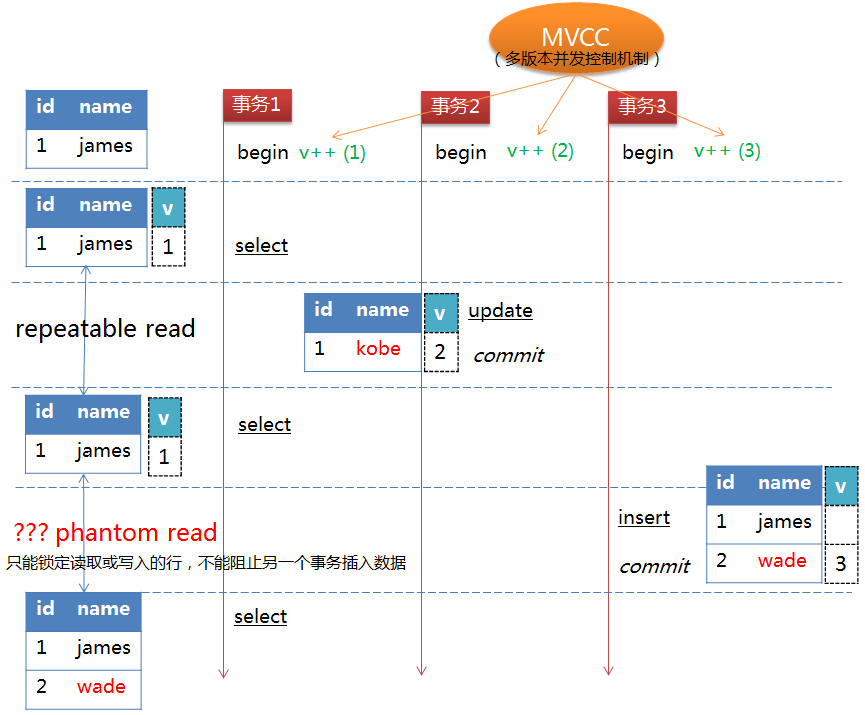 MVCC
（多版本并发控制机制）
id name
1 james
事务1
事务2
事务3
begin v++ (1)
begin v++ (2)
begin v++ (3)
id name v
1 james 1
select
repeatable read
id name v
1 kobe 2
update
commit
id name v
1 james 1
select
??? phantom read
只能锁定读取或写入的行，不能阻止另一个事务插入数据
insert
commit
id name v
1 james
2 wade 3
id name
1 james
2 wade
select